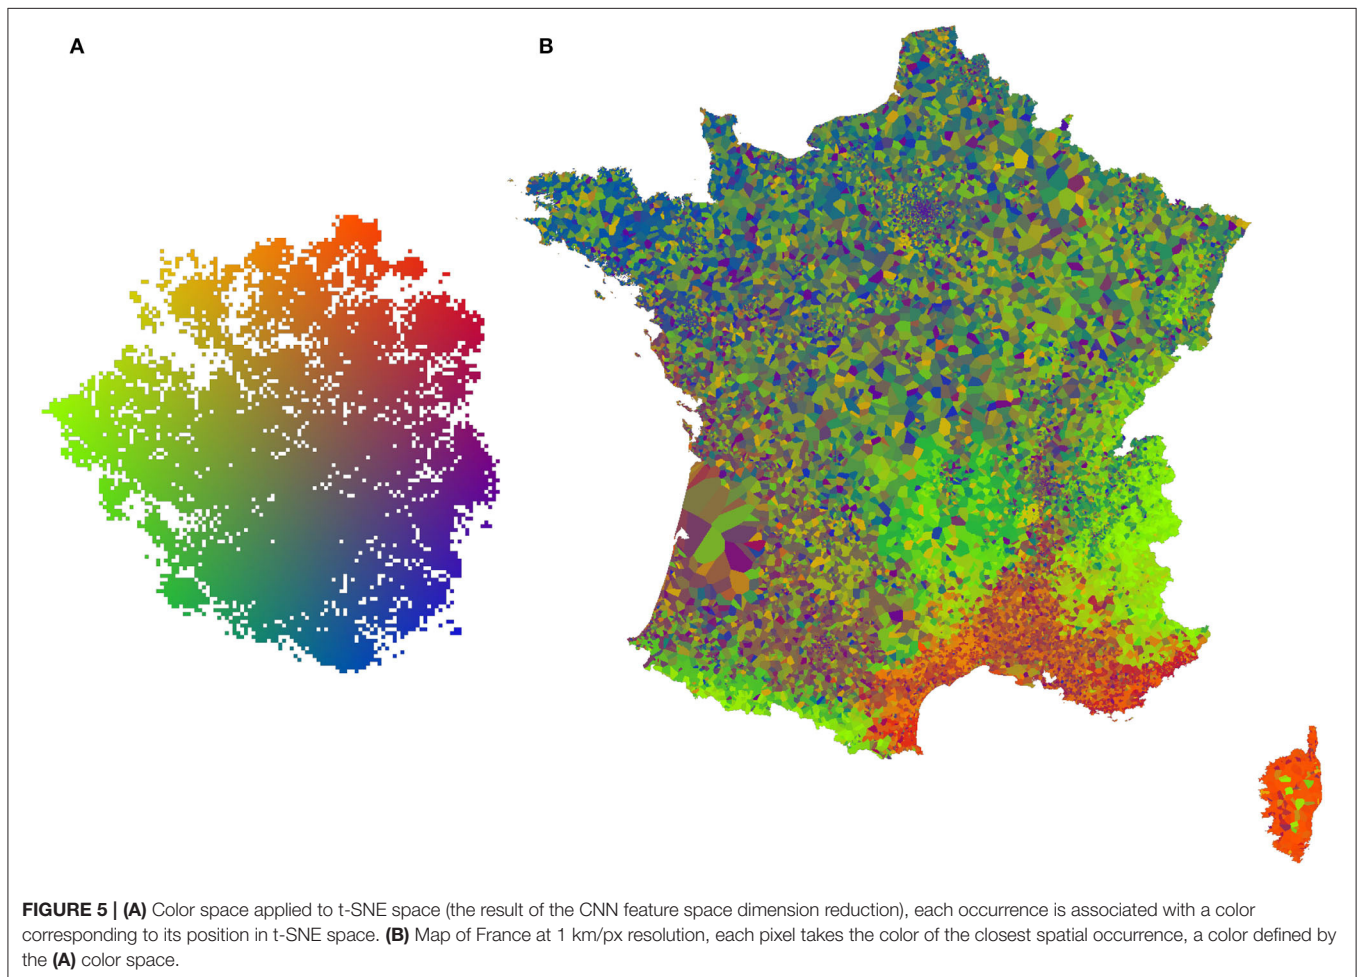 A
B
FIGURE 5 | (A) Color space applied to t-SNE space (the result of the CNN feature space dimension reduction), each occurrence is associated with a color
corresponding to its position in t-SNE space. (B) Map of France at 1 km/px resolution, each pixel takes the color of the closest spatial occurrence, a color defined by
the (A) color space.